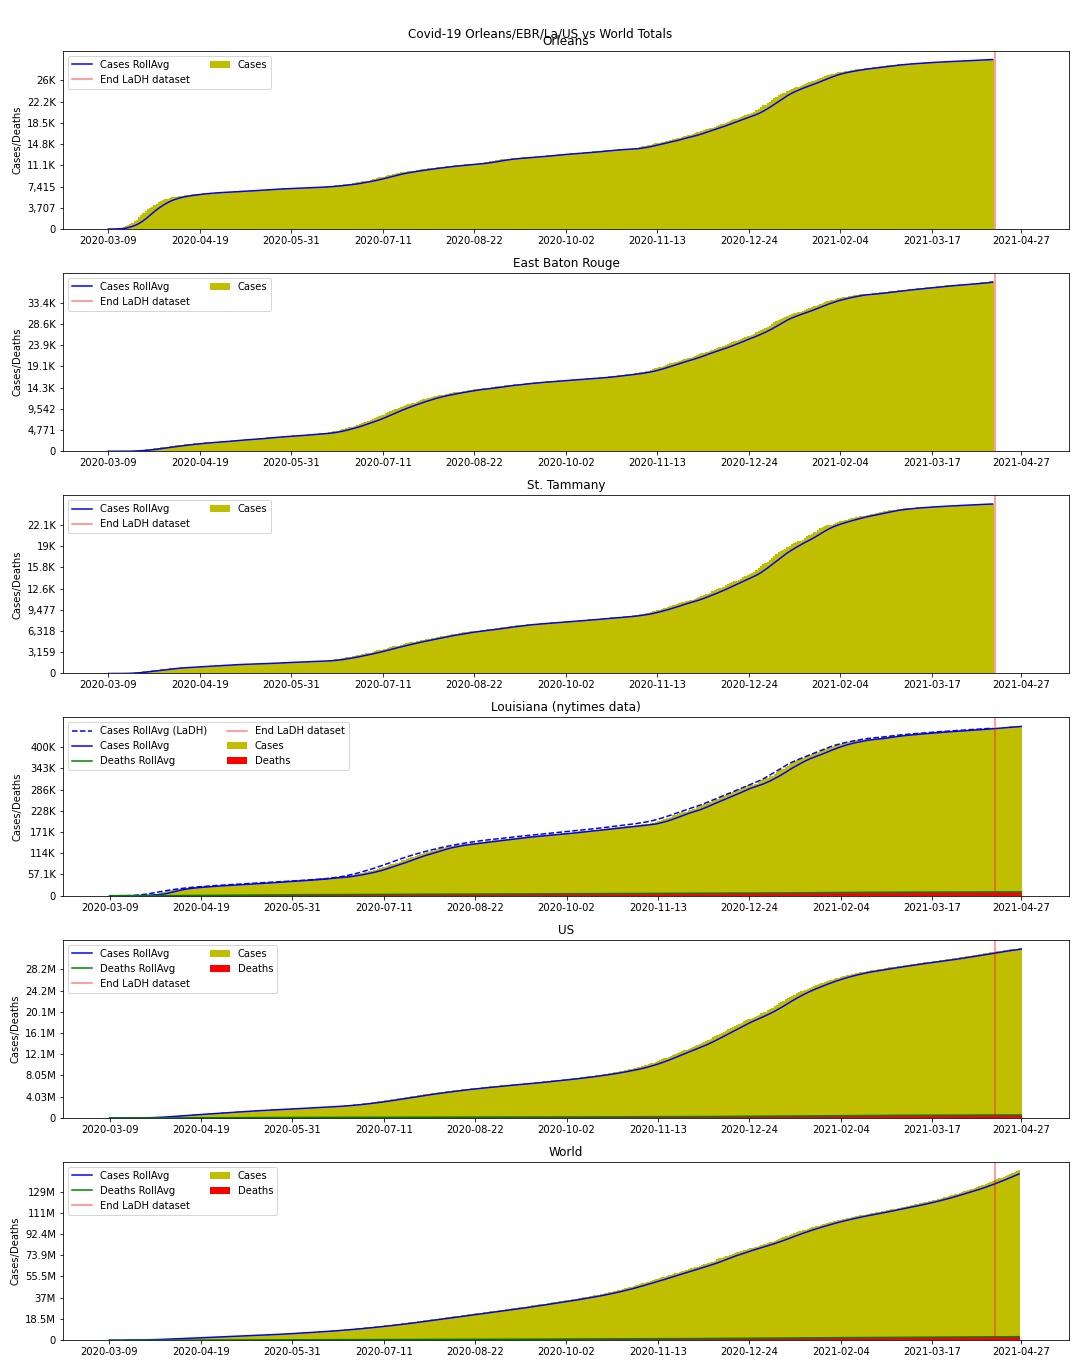 Covid-19 Orleans/EBR/La/US vs World Totals
Orleans
Cases RollAvg Cases
End LaDH dataset
Cases/Deaths
26K
22.2K
18.5K
14.8K
11.1K
7,415
3,707
0
2020-03-09 2020-04-19 2020-05-31 2020-07-11 2020-08-22 2020-10-02 2020-11-13 2020-12-24 2021-02-04 2021-03-17 2021-04-27
East Baton Rouge
Cases RollAvg Cases
End LaDH dataset
Cases/Deaths
33.4K
28.6K
23.9K
19.1K
14.3K
9,542
4,771
0
2020-03-09 2020-04-19 2020-05-31 2020-07-11 2020-08-22 2020-10-02 2020-11-13 2020-12-24 2021-02-04 2021-03-17 2021-04-27
St. Tammany
Cases RollAvg Cases
End LaDH dataset
Cases/Deaths
22.1K
19K
15.8K
12.6K
9,477
6,318
3,159
0
2020-03-09 2020-04-19 2020-05-31 2020-07-11 2020-08-22 2020-10-02 2020-11-13 2020-12-24 2021-02-04 2021-03-17 2021-04-27
Louisiana (nytimes data)
Cases RollAvg (LaDH) End LaDH dataset
Cases RollAvg Cases
Deaths RollAvg Deaths
Cases/Deaths
400K
343K
286K
228K
171K
114K
57.1K
0
2020-03-09 2020-04-19 2020-05-31 2020-07-11 2020-08-22 2020-10-02 2020-11-13 2020-12-24 2021-02-04 2021-03-17 2021-04-27
US
Cases RollAvg Cases
Deaths RollAvg Deaths
End LaDH dataset
Cases/Deaths
28.2M
24.2M
20.1M
16.1M
12.1M
8.05M
4.03M
0
2020-03-09 2020-04-19 2020-05-31 2020-07-11 2020-08-22 2020-10-02 2020-11-13 2020-12-24 2021-02-04 2021-03-17 2021-04-27
World
Cases RollAvg Cases
Deaths RollAvg Deaths
End LaDH dataset
Cases/Deaths
129M
111M
92.4M
73.9M
55.5M
37M
18.5M
0
2020-03-09 2020-04-19 2020-05-31 2020-07-11 2020-08-22 2020-10-02 2020-11-13 2020-12-24 2021-02-04 2021-03-17 2021-04-27